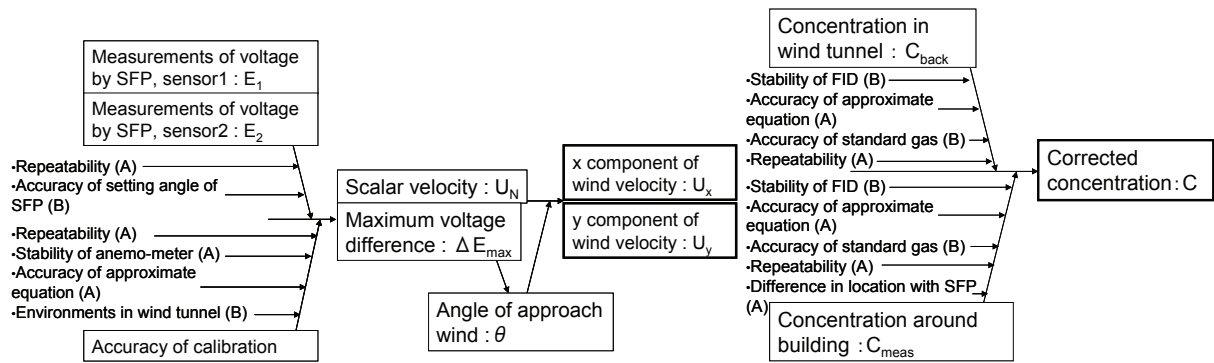 Measurements of voltage
by SFP, sensor1 : E1
Measurements of voltage
by SFP, sensor2 : E2
•Repeatability (A)
•Accuracy of setting angle of
SFP (B)
•Repeatability (A)
•Stability of anemo-meter (A)
•Accuracy of approximate
equation (A)
•Environments in wind tunnel (B)
Accuracy of calibration
Scalar velocity : UN
Maximum voltage
difference : ΔEmax
Angle of approach
wind : θ
x component of
wind velocity : Ux
y component of
wind velocity : Uy
Concentration in
wind tunnel : Cback
•Stability of FID (B)
•Accuracy of approximate
equation (A)
•Accuracy of standard gas (B)
•Repeatability (A)
•Stability of FID (B)
•Accuracy of approximate
equation (A)
•Accuracy of standard gas (B)
•Repeatability (A)
•Difference in location with SFP
(A)
Concentration around
building : Cmeas
Corrected
concentration : C